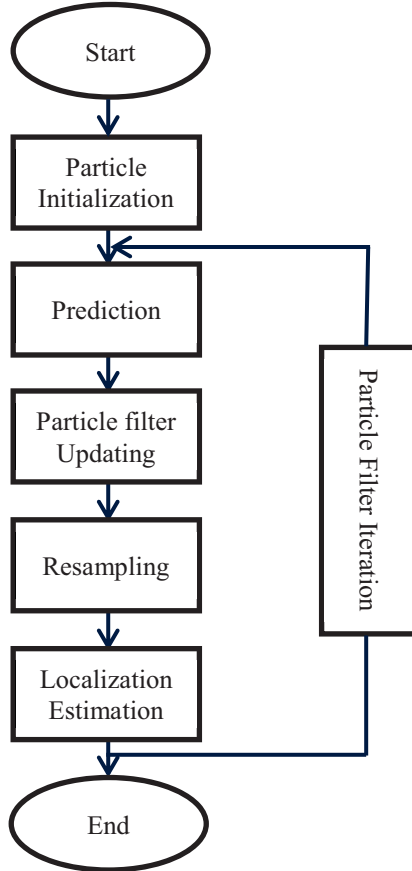 Start
Particle
Initialization
Prediction
Particle filter
Updating
Resampling
Localization
Estimation
End
Particle Filter Iteration